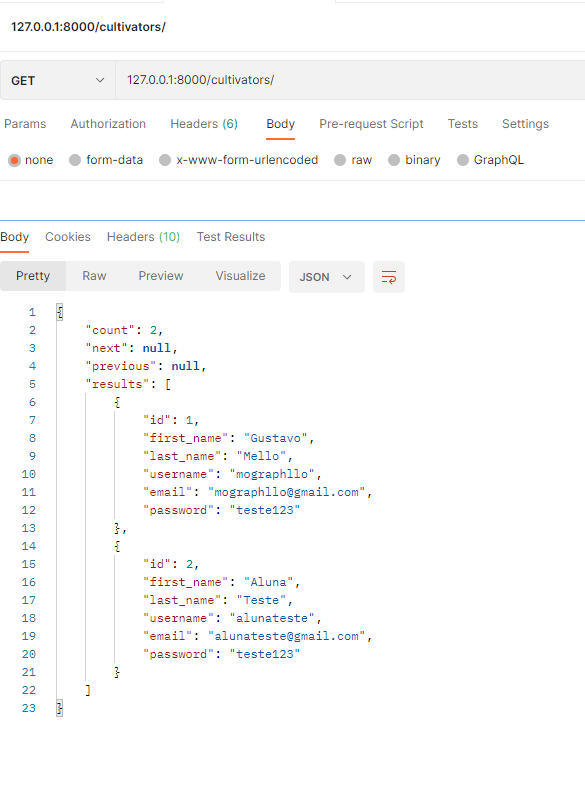 127.0.0.1:8000/cultivators/
GET 127.0.0.1:8000/cultivators/
Params Authorization Headers (6) Body Pre-request Script Tests Settings
none form-data x-www-form-urlencoded raw binary GraphQL
Body Cookies Headers (10) Test Results
Pretty Raw Preview Visualize JSON
1 {
2 "count": 2,
3 "next": null,
4 "previous": null,
5 "results": [
6 {
7 "id": 1,
8 "first_name": "Gustavo",
9 "last_name": "Mello",
10 "username": "mographllo",
11 "email": "mographllo@gmail.com",
12 "password": "teste123"
13 },
14 {
15 "id": 2,
16 "first_name": "Aluna",
17 "last_name": "Teste",
18 "username": "alunateste",
19 "email": "alunateste@gmail.com",
20 "password": "teste123"
21 }
22 ]
23 }